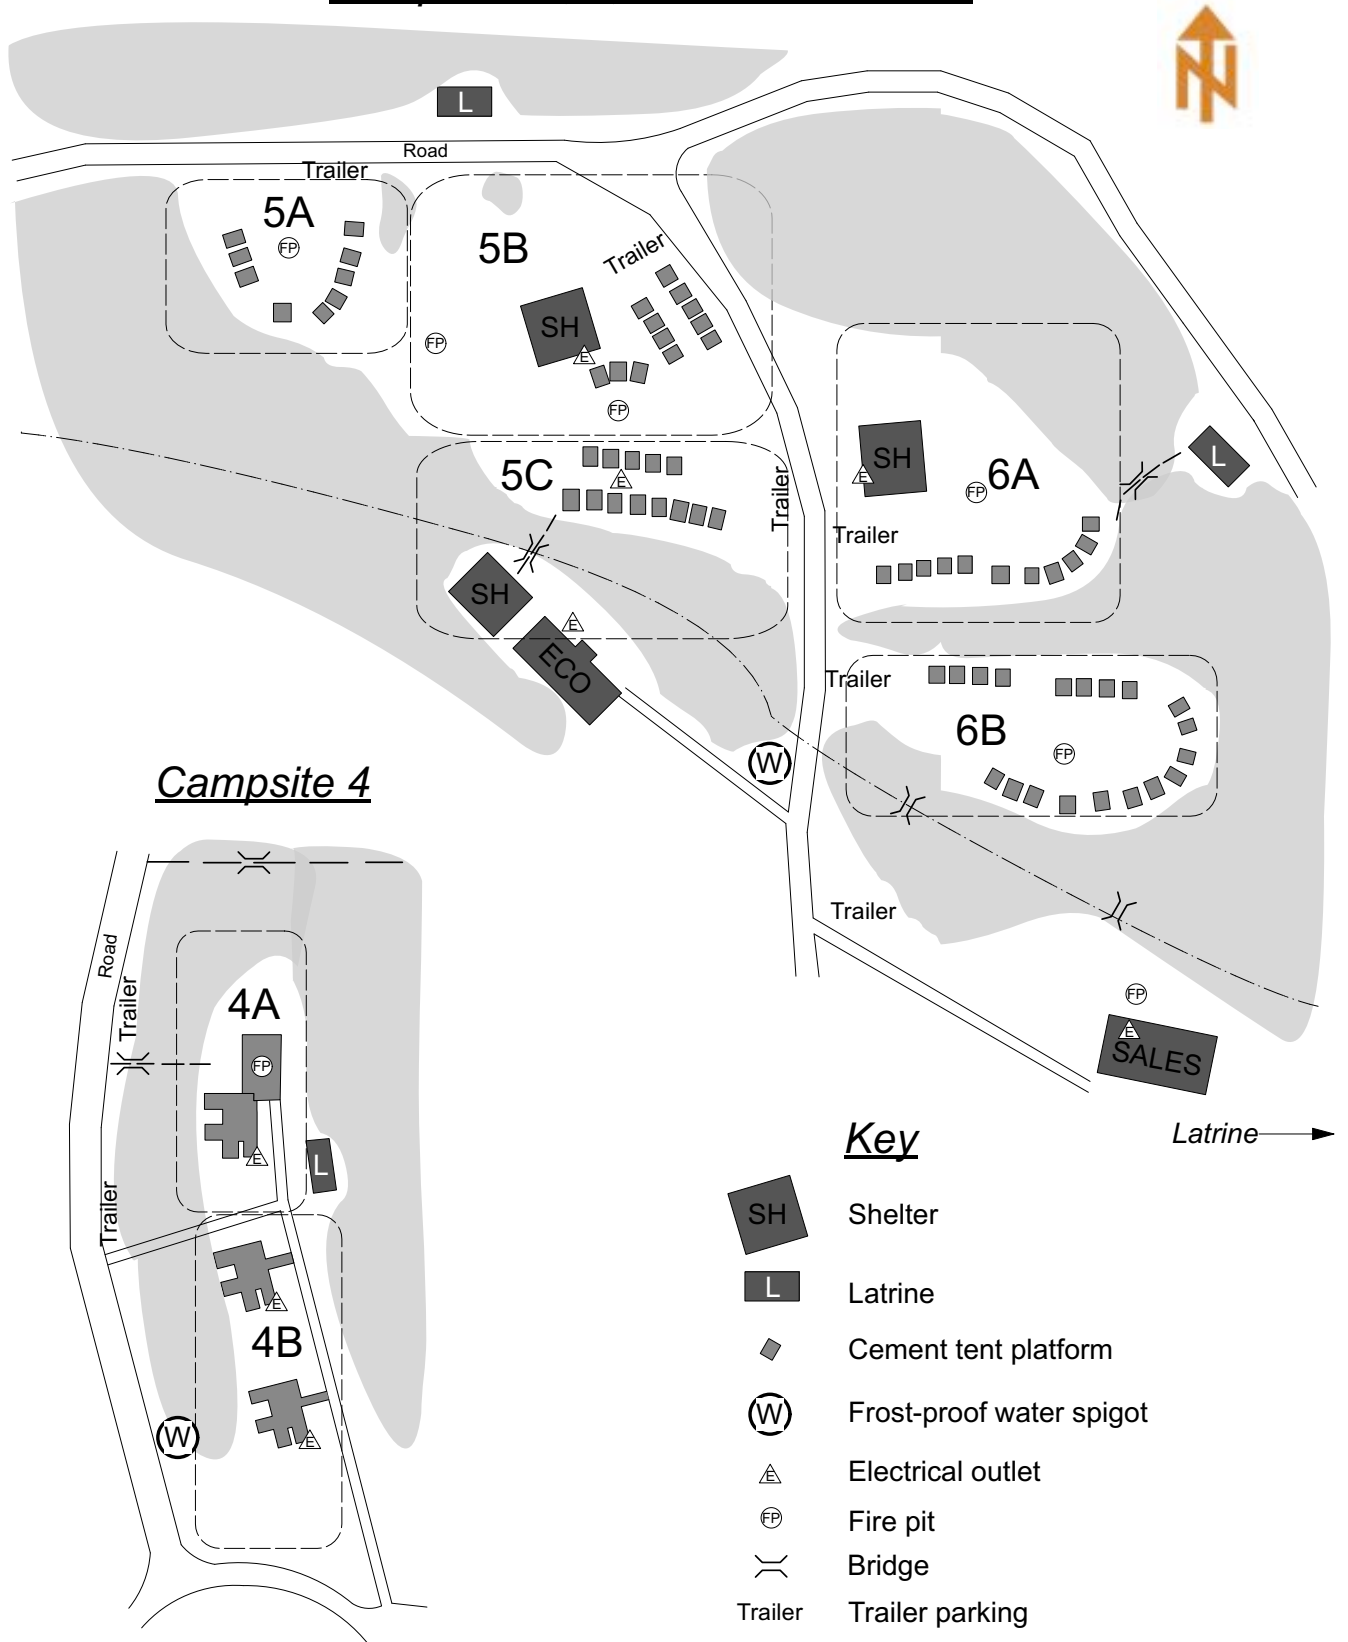 N
L
Road
Trailer
5A
FP
5B
Trailer
SH
E
FP
FP
SH
E
6A
FP
L
5C
E
Trailer
Trailer
SH
E
ECO
Trailer
6B
FP
W
Campsite 4
Trailer
Road
Trailer
4A
FP
E
L
Trailer
E
4B
E
W
FP
E
SALES
Latrine
Key
SH Shelter
L Latrine
Cement tent platform
W Frost-proof water spigot
E Electrical outlet
FP Fire pit
Bridge
Trailer Trailer parking